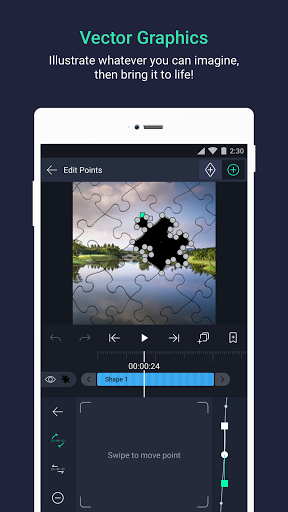 Vector Graphics
Illustrate whatever you can imagine,
then bring it to life!
2:30
Edit Points
00:00:24
Shape 1
Swipe to move point